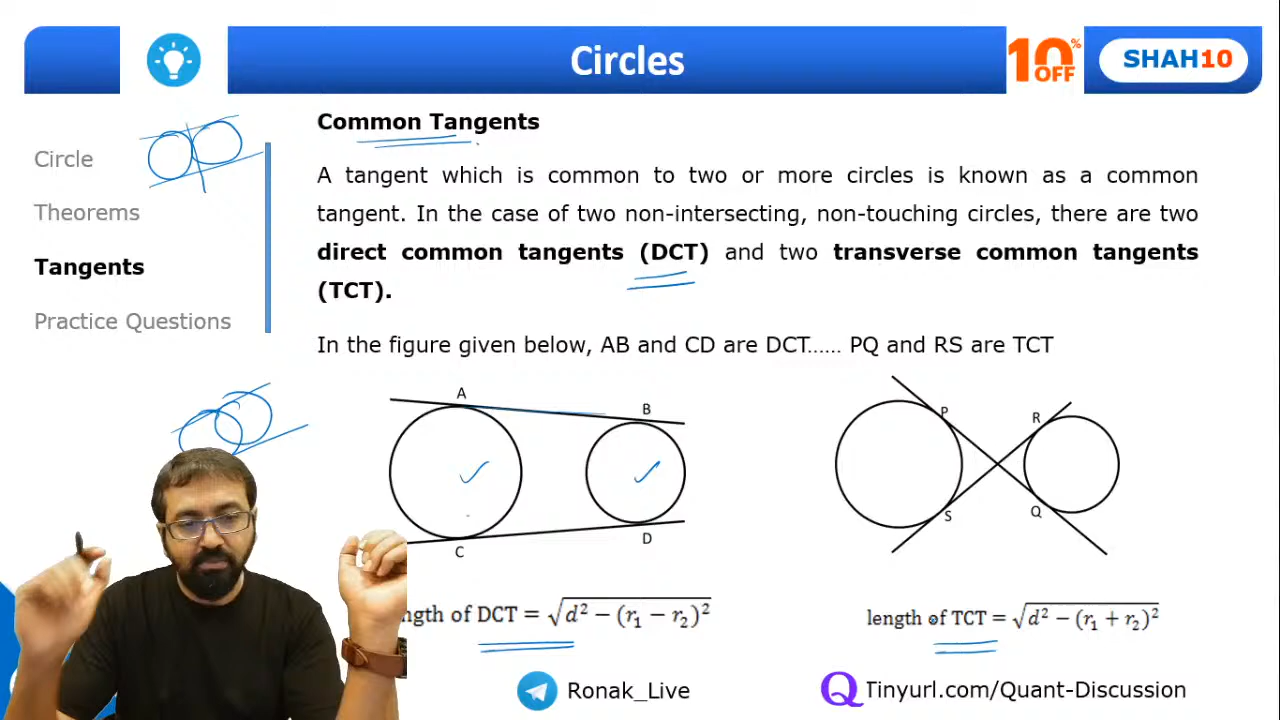 Circles
10% OFF
SHAH10
Circle
Theorems
Tangents
Practice Questions
Common Tangents
A tangent which is common to two or more circles is known as a common
tangent. In the case of two non-intersecting, non-touching circles, there are two
direct common tangents (DCT) and two transverse common tangents
(TCT).
In the figure given below, AB and CD are DCT...... PQ and RS are TCT
A
B
C
D
P
R
S
Q
ngth of DCT = √d² − (r₁ − r₂)²
length of TCT = √d² − (r₁ + r₂)²
Ronak_Live
Q Tinyurl.com/Quant-Discussion